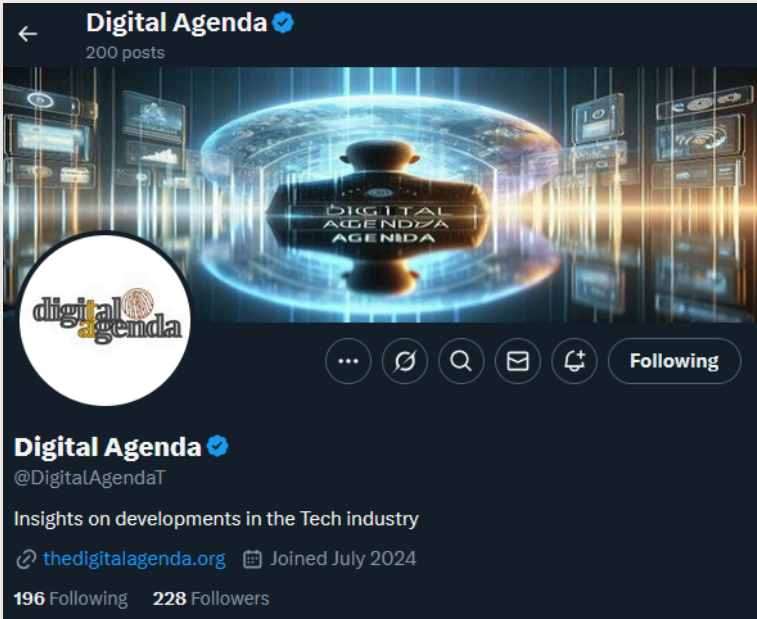 Digital Agenda
200 posts
DIGITAL
AGENDA
AGENDA
digital
agenda
Following
Digital Agenda
@DigitalAgendaT
Insights on developments in the Tech industry
thedigitalagenda.org Joined July 2024
196 Following 228 Followers